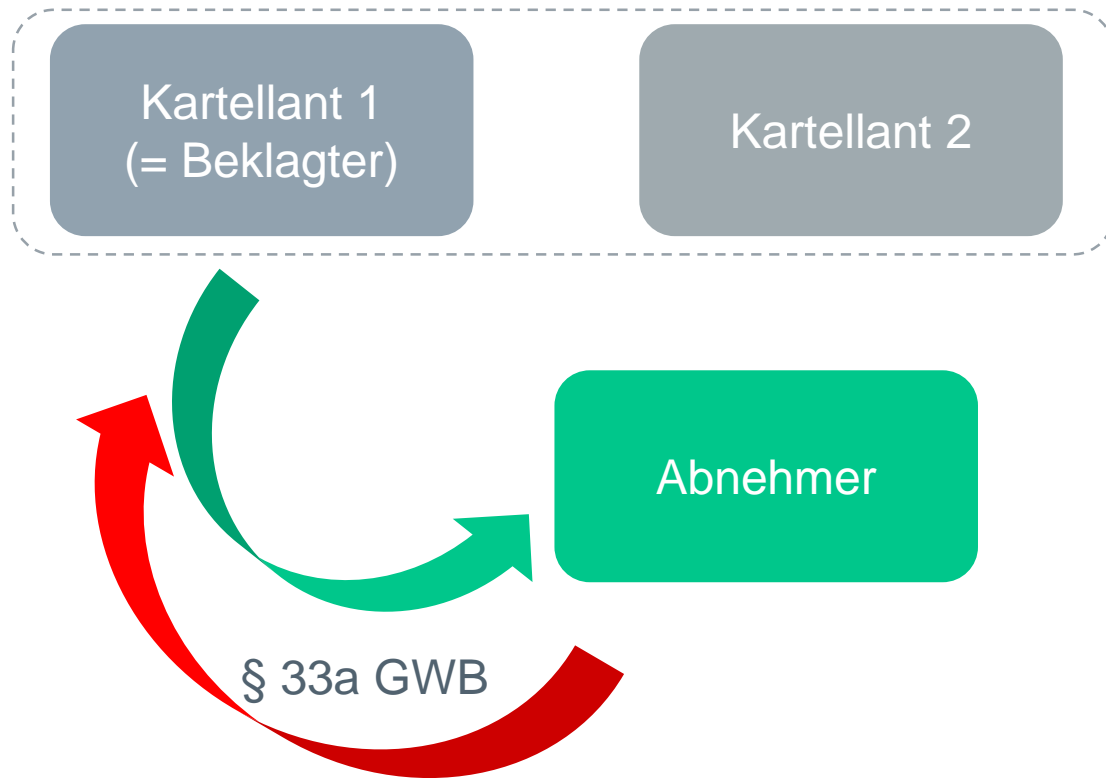 Kartellant 1
(= Beklagter)
Kartellant 2
Abnehmer
§ 33a GWB